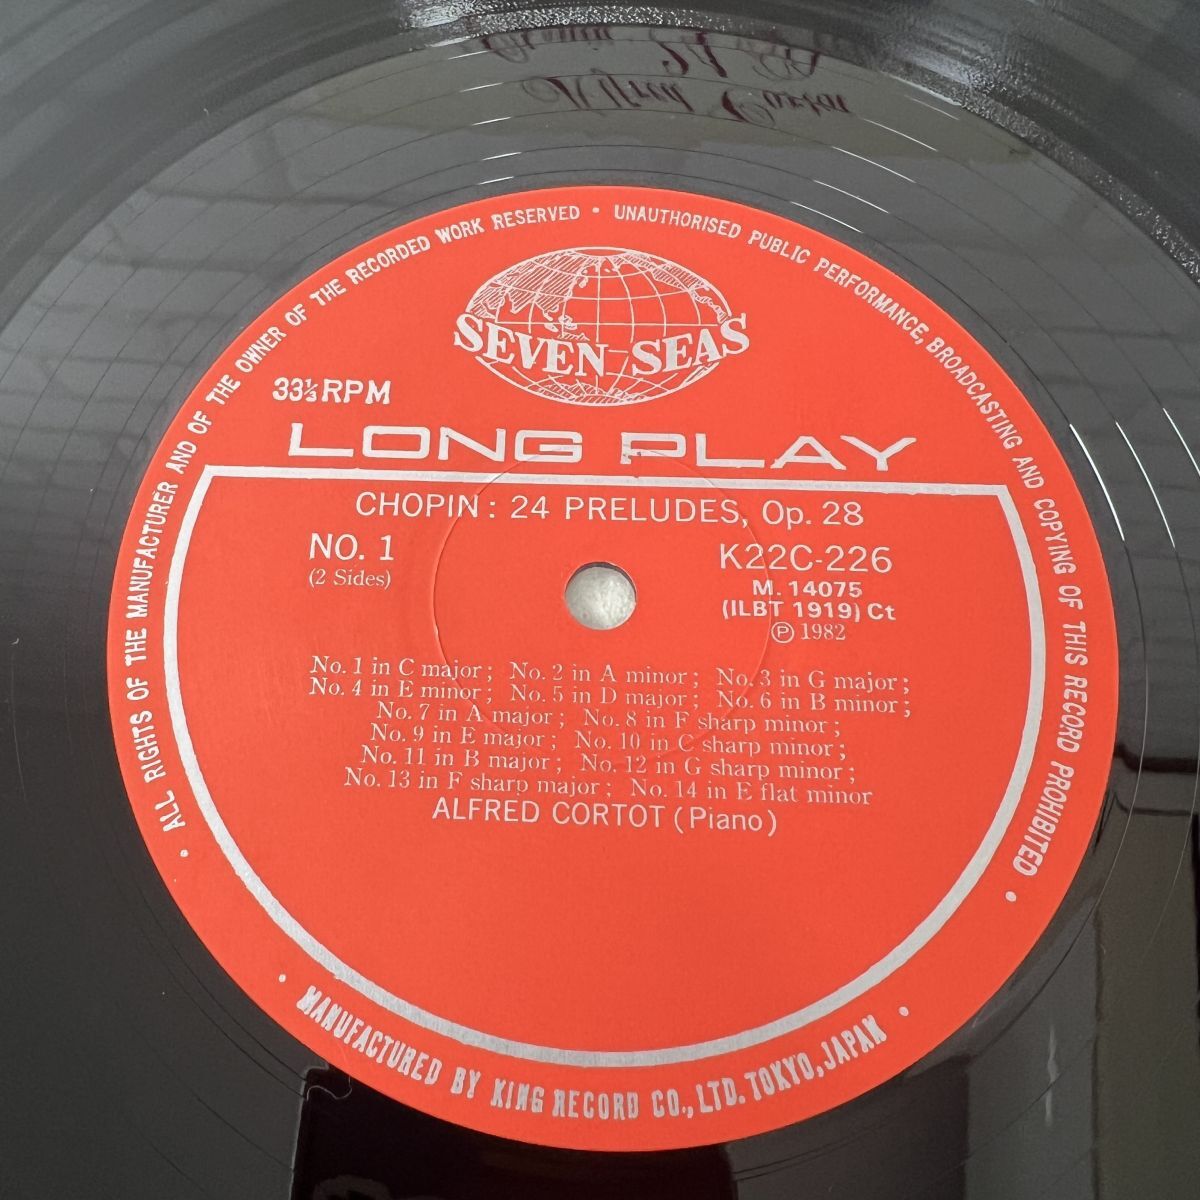 • ALL RIGHTS OF THE MANUFACTURER AND OF THE OWNER OF THE RECORDED WORK RESERVED • UNAUTHORISED PUBLIC PERFORMANCE, BROADCASTING AND COPYING OF THIS RECORD PROHIBITED •
SEVEN SEAS
33⅓ RPM
LONG PLAY
CHOPIN: 24 PRELUDES, Op. 28
NO. 1
(2 Sides)
K22C-226
M. 14075
(ILBT 1919) Ct
Ⓟ 1982
No. 1 in C major; No. 2 in A minor; No. 3 in G major;
No. 4 in E minor; No. 5 in D major; No. 6 in B minor;
No. 7 in A major; No. 8 in F sharp minor;
No. 9 in E major; No. 10 in C sharp minor;
No. 11 in B major; No. 12 in G sharp minor;
No. 13 in F sharp major; No. 14 in E flat minor
ALFRED CORTOT (Piano)
• MANUFACTURED BY KING RECORD CO., LTD. TOKYO, JAPAN •
24
Alfred Cortot